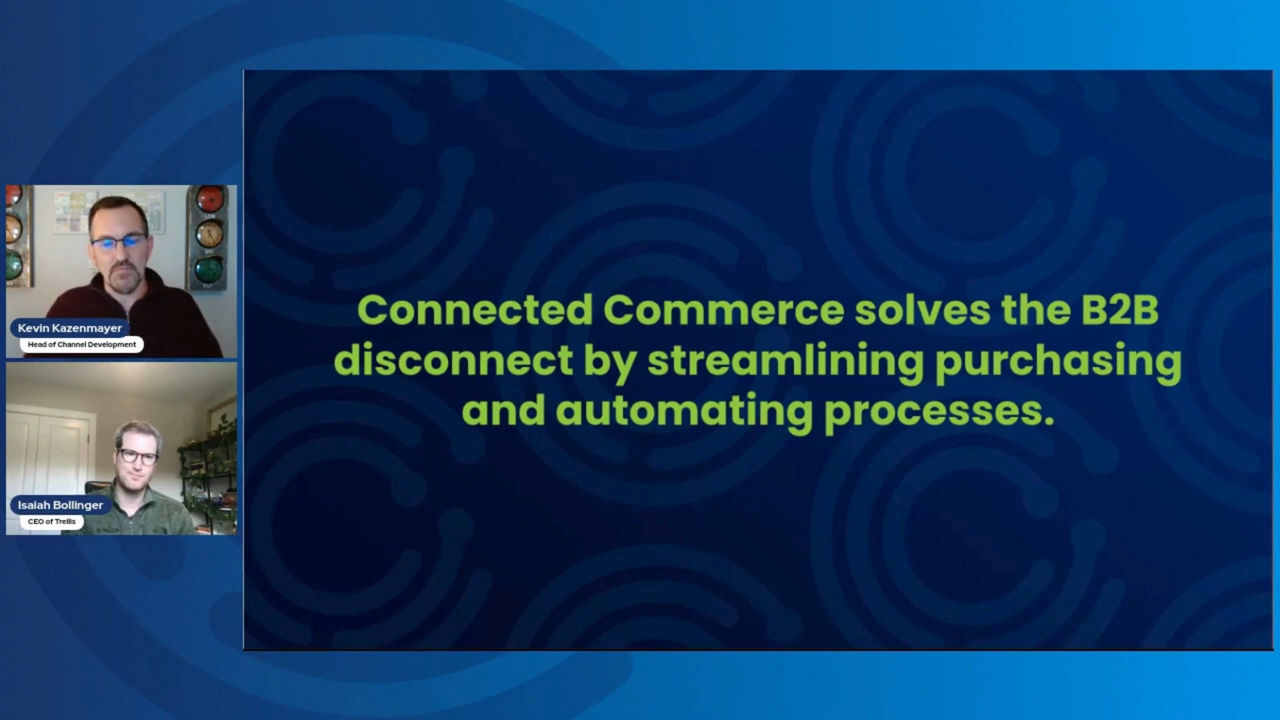 Kevin Kazenmayer
Head of Channel Development
Isaiah Bollinger
CEO of Trellis
Connected Commerce solves the B2B
disconnect by streamlining purchasing
and automating processes.